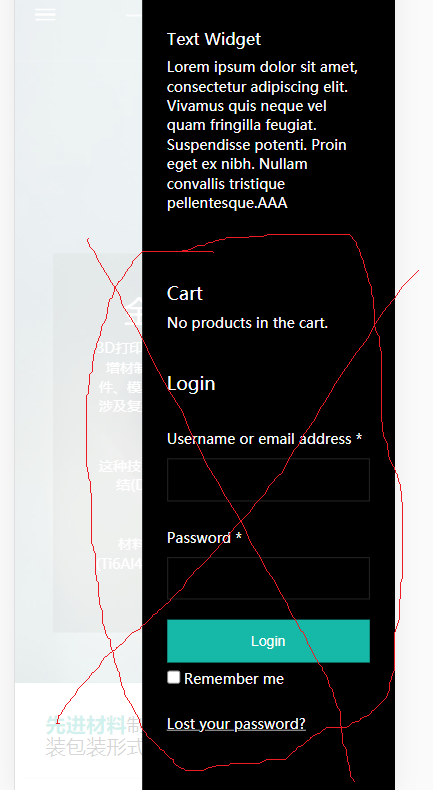 Text Widget
Lorem ipsum dolor sit amet,
consectetur adipiscing elit.
Vivamus quis neque vel
quam fringilla feugiat.
Suspendisse potenti. Proin
eget ex nibh. Nullam
convallis tristique
pellentesque.AAA
Cart
No products in the cart.
Login
Username or email address *
Password *
Login
Remember me
Lost your password?
金
3D打印
增材制
件、模
涉及复
这种技
结(D
材料
(Ti6Al4
先进材料制
装包装形式